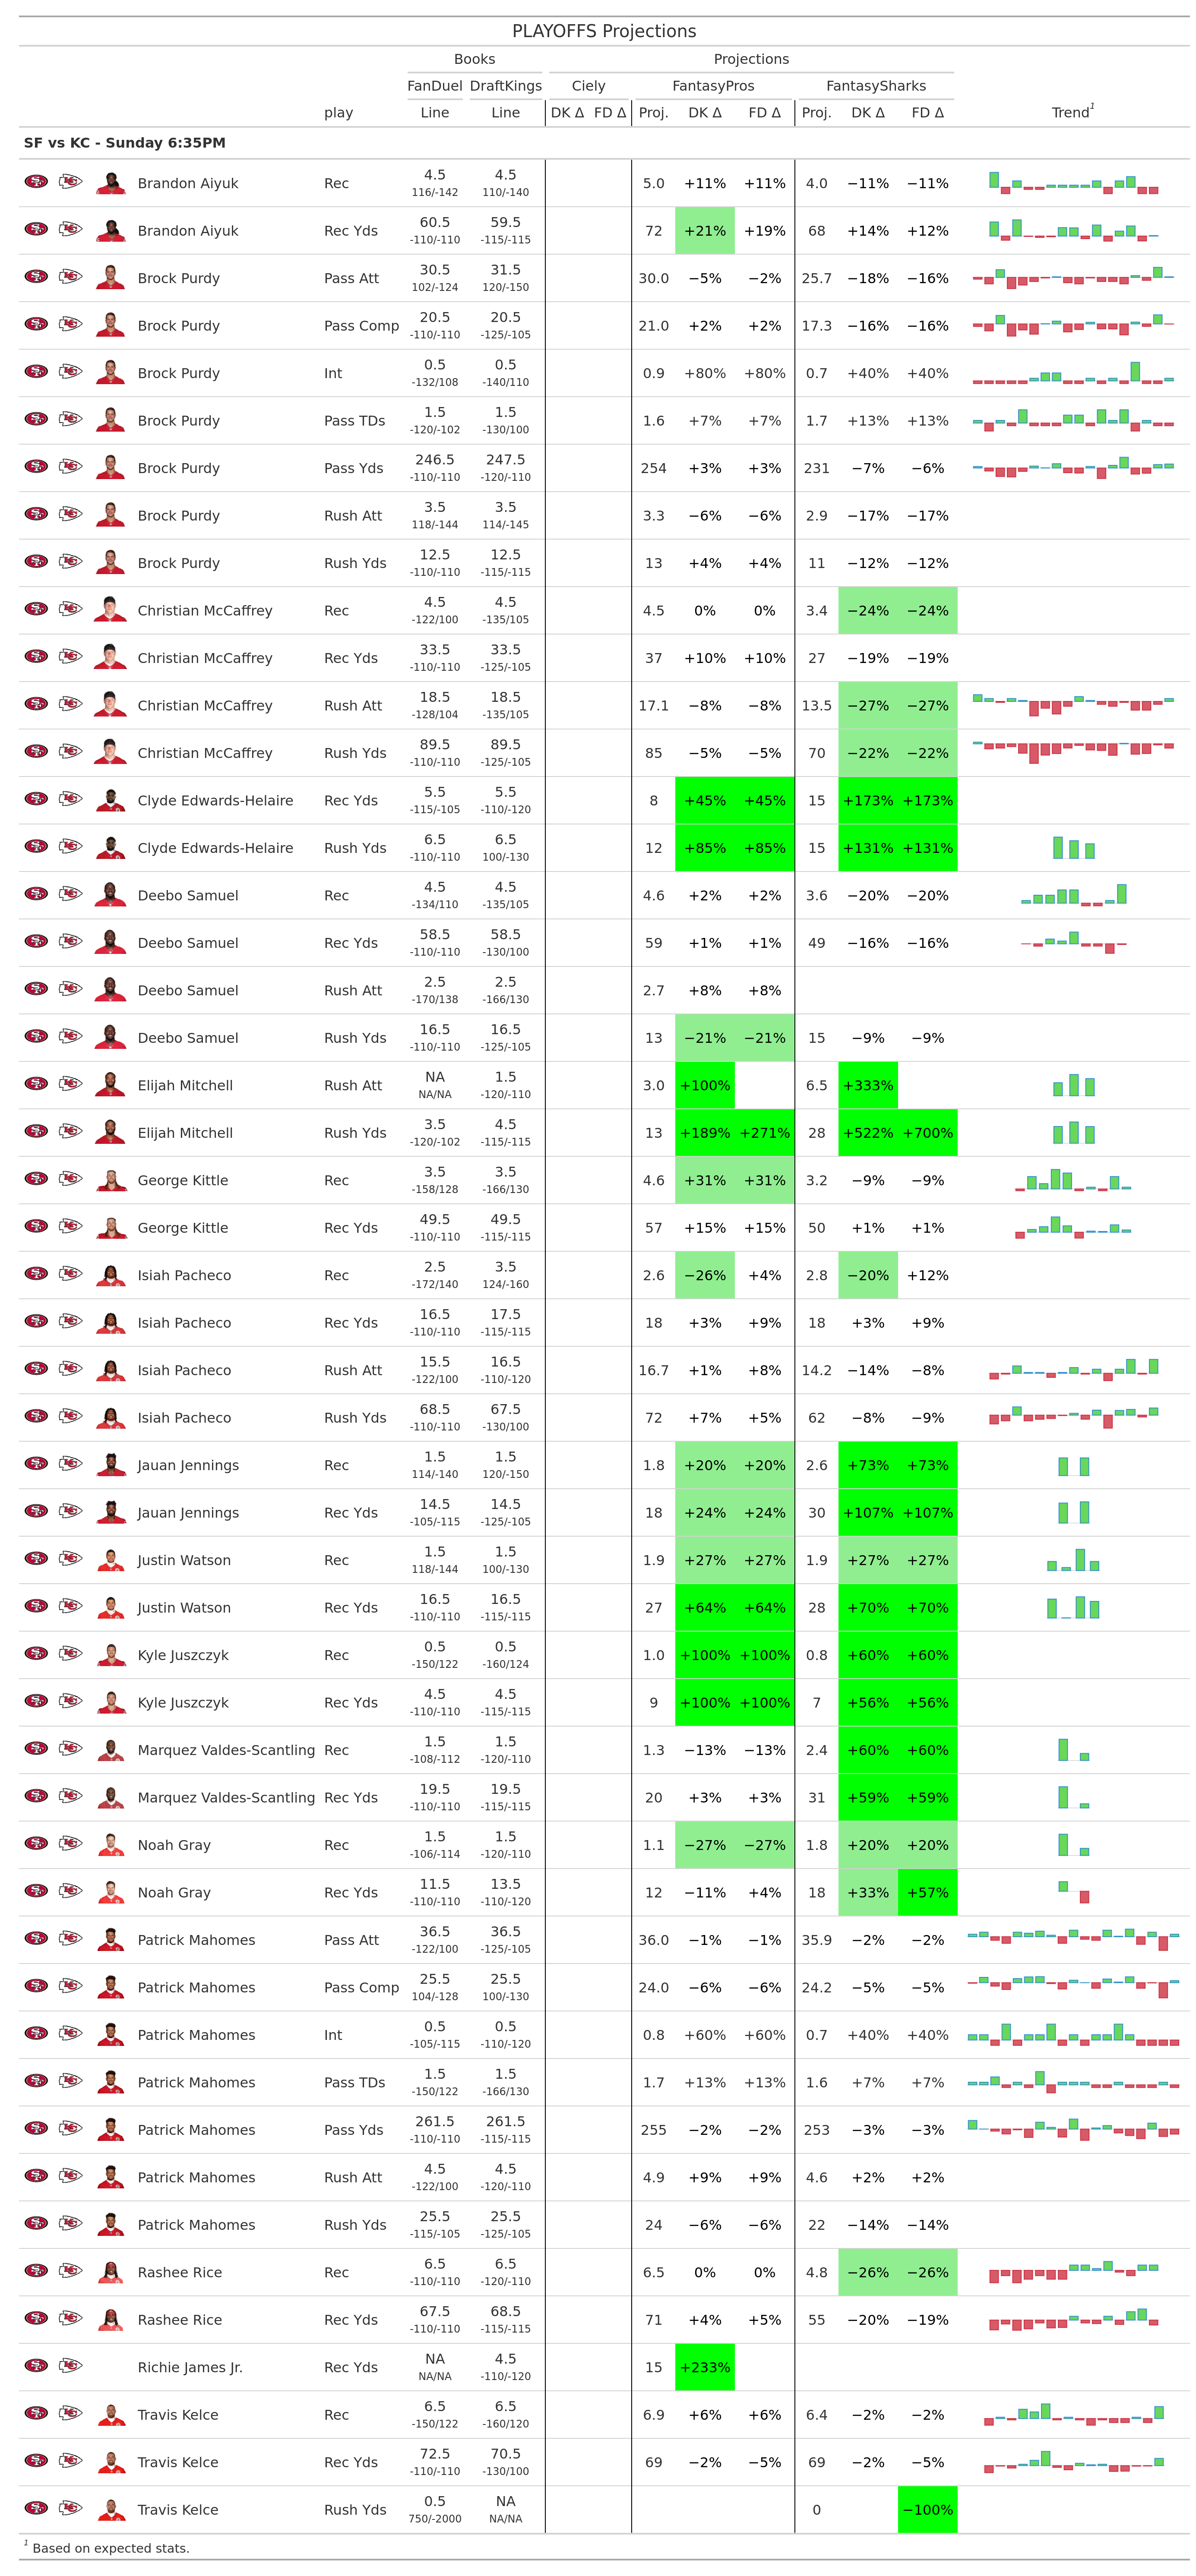 PLAYOFFS Projections
Books Projections
FanDuel DraftKings Ciely FantasyPros FantasySharks
play Line Line DK Δ FD Δ Proj. DK Δ FD Δ Proj. DK Δ FD Δ Trend1
SF vs KC - Sunday 6:35PM
Brandon Aiyuk Rec 4.5 4.5 5.0 +11% +11% 4.0 −11% −11%
116/-142 110/-140
Brandon Aiyuk Rec Yds 60.5 59.5 72 +21% +19% 68 +14% +12%
-110/-110 -115/-115
Brock Purdy Pass Att 30.5 31.5 30.0 −5% −2% 25.7 −18% −16%
102/-124 120/-150
Brock Purdy Pass Comp 20.5 20.5 21.0 +2% +2% 17.3 −16% −16%
-110/-110 -125/-105
Brock Purdy Int 0.5 0.5 0.9 +80% +80% 0.7 +40% +40%
-132/108 -140/110
Brock Purdy Pass TDs 1.5 1.5 1.6 +7% +7% 1.7 +13% +13%
-120/-102 -130/100
Brock Purdy Pass Yds 246.5 247.5 254 +3% +3% 231 −7% −6%
-110/-110 -120/-110
Brock Purdy Rush Att 3.5 3.5 3.3 −6% −6% 2.9 −17% −17%
118/-144 114/-145
Brock Purdy Rush Yds 12.5 12.5 13 +4% +4% 11 −12% −12%
-110/-110 -115/-115
Christian McCaffrey Rec 4.5 4.5 4.5 0% 0% 3.4 −24% −24%
-122/100 -135/105
Christian McCaffrey Rec Yds 33.5 33.5 37 +10% +10% 27 −19% −19%
-110/-110 -125/-105
Christian McCaffrey Rush Att 18.5 18.5 17.1 −8% −8% 13.5 −27% −27%
-128/104 -135/105
Christian McCaffrey Rush Yds 89.5 89.5 85 −5% −5% 70 −22% −22%
-110/-110 -125/-105
Clyde Edwards-Helaire Rec Yds 5.5 5.5 8 +45% +45% 15 +173% +173%
-115/-105 -110/-120
Clyde Edwards-Helaire Rush Yds 6.5 6.5 12 +85% +85% 15 +131% +131%
-110/-110 100/-130
Deebo Samuel Rec 4.5 4.5 4.6 +2% +2% 3.6 −20% −20%
-134/110 -135/105
Deebo Samuel Rec Yds 58.5 58.5 59 +1% +1% 49 −16% −16%
-110/-110 -130/100
Deebo Samuel Rush Att 2.5 2.5 2.7 +8% +8%
-170/138 -166/130
Deebo Samuel Rush Yds 16.5 16.5 13 −21% −21% 15 −9% −9%
-110/-110 -125/-105
Elijah Mitchell Rush Att NA 1.5 3.0 +100% 6.5 +333%
NA/NA -120/-110
Elijah Mitchell Rush Yds 3.5 4.5 13 +189% +271% 28 +522% +700%
-120/-102 -115/-115
George Kittle Rec 3.5 3.5 4.6 +31% +31% 3.2 −9% −9%
-158/128 -166/130
George Kittle Rec Yds 49.5 49.5 57 +15% +15% 50 +1% +1%
-110/-110 -115/-115
Isiah Pacheco Rec 2.5 3.5 2.6 −26% +4% 2.8 −20% +12%
-172/140 124/-160
Isiah Pacheco Rec Yds 16.5 17.5 18 +3% +9% 18 +3% +9%
-110/-110 -115/-115
Isiah Pacheco Rush Att 15.5 16.5 16.7 +1% +8% 14.2 −14% −8%
-122/100 -110/-120
Isiah Pacheco Rush Yds 68.5 67.5 72 +7% +5% 62 −8% −9%
-110/-110 -130/100
Jauan Jennings Rec 1.5 1.5 1.8 +20% +20% 2.6 +73% +73%
114/-140 120/-150
Jauan Jennings Rec Yds 14.5 14.5 18 +24% +24% 30 +107% +107%
-105/-115 -125/-105
Justin Watson Rec 1.5 1.5 1.9 +27% +27% 1.9 +27% +27%
118/-144 100/-130
Justin Watson Rec Yds 16.5 16.5 27 +64% +64% 28 +70% +70%
-110/-110 -115/-115
Kyle Juszczyk Rec 0.5 0.5 1.0 +100% +100% 0.8 +60% +60%
-150/122 -160/124
Kyle Juszczyk Rec Yds 4.5 4.5 9 +100% +100% 7 +56% +56%
-110/-110 -115/-115
Marquez Valdes-Scantling Rec 1.5 1.5 1.3 −13% −13% 2.4 +60% +60%
-108/-112 -120/-110
Marquez Valdes-Scantling Rec Yds 19.5 19.5 20 +3% +3% 31 +59% +59%
-110/-110 -115/-115
Noah Gray Rec 1.5 1.5 1.1 −27% −27% 1.8 +20% +20%
-106/-114 -120/-110
Noah Gray Rec Yds 11.5 13.5 12 −11% +4% 18 +33% +57%
-110/-110 -110/-120
Patrick Mahomes Pass Att 36.5 36.5 36.0 −1% −1% 35.9 −2% −2%
-122/100 -125/-105
Patrick Mahomes Pass Comp 25.5 25.5 24.0 −6% −6% 24.2 −5% −5%
104/-128 100/-130
Patrick Mahomes Int 0.5 0.5 0.8 +60% +60% 0.7 +40% +40%
-105/-115 -110/-120
Patrick Mahomes Pass TDs 1.5 1.5 1.7 +13% +13% 1.6 +7% +7%
-150/122 -166/130
Patrick Mahomes Pass Yds 261.5 261.5 255 −2% −2% 253 −3% −3%
-110/-110 -115/-115
Patrick Mahomes Rush Att 4.5 4.5 4.9 +9% +9% 4.6 +2% +2%
-122/100 -120/-110
Patrick Mahomes Rush Yds 25.5 25.5 24 −6% −6% 22 −14% −14%
-115/-105 -125/-105
Rashee Rice Rec 6.5 6.5 6.5 0% 0% 4.8 −26% −26%
-110/-110 -120/-110
Rashee Rice Rec Yds 67.5 68.5 71 +4% +5% 55 −20% −19%
-110/-110 -115/-115
Richie James Jr. Rec Yds NA 4.5 15 +233%
NA/NA -110/-120
Travis Kelce Rec 6.5 6.5 6.9 +6% +6% 6.4 −2% −2%
-150/122 -160/120
Travis Kelce Rec Yds 72.5 70.5 69 −2% −5% 69 −2% −5%
-110/-110 -130/100
Travis Kelce Rush Yds 0.5 NA 0 −100%
750/-2000 NA/NA
1 Based on expected stats.